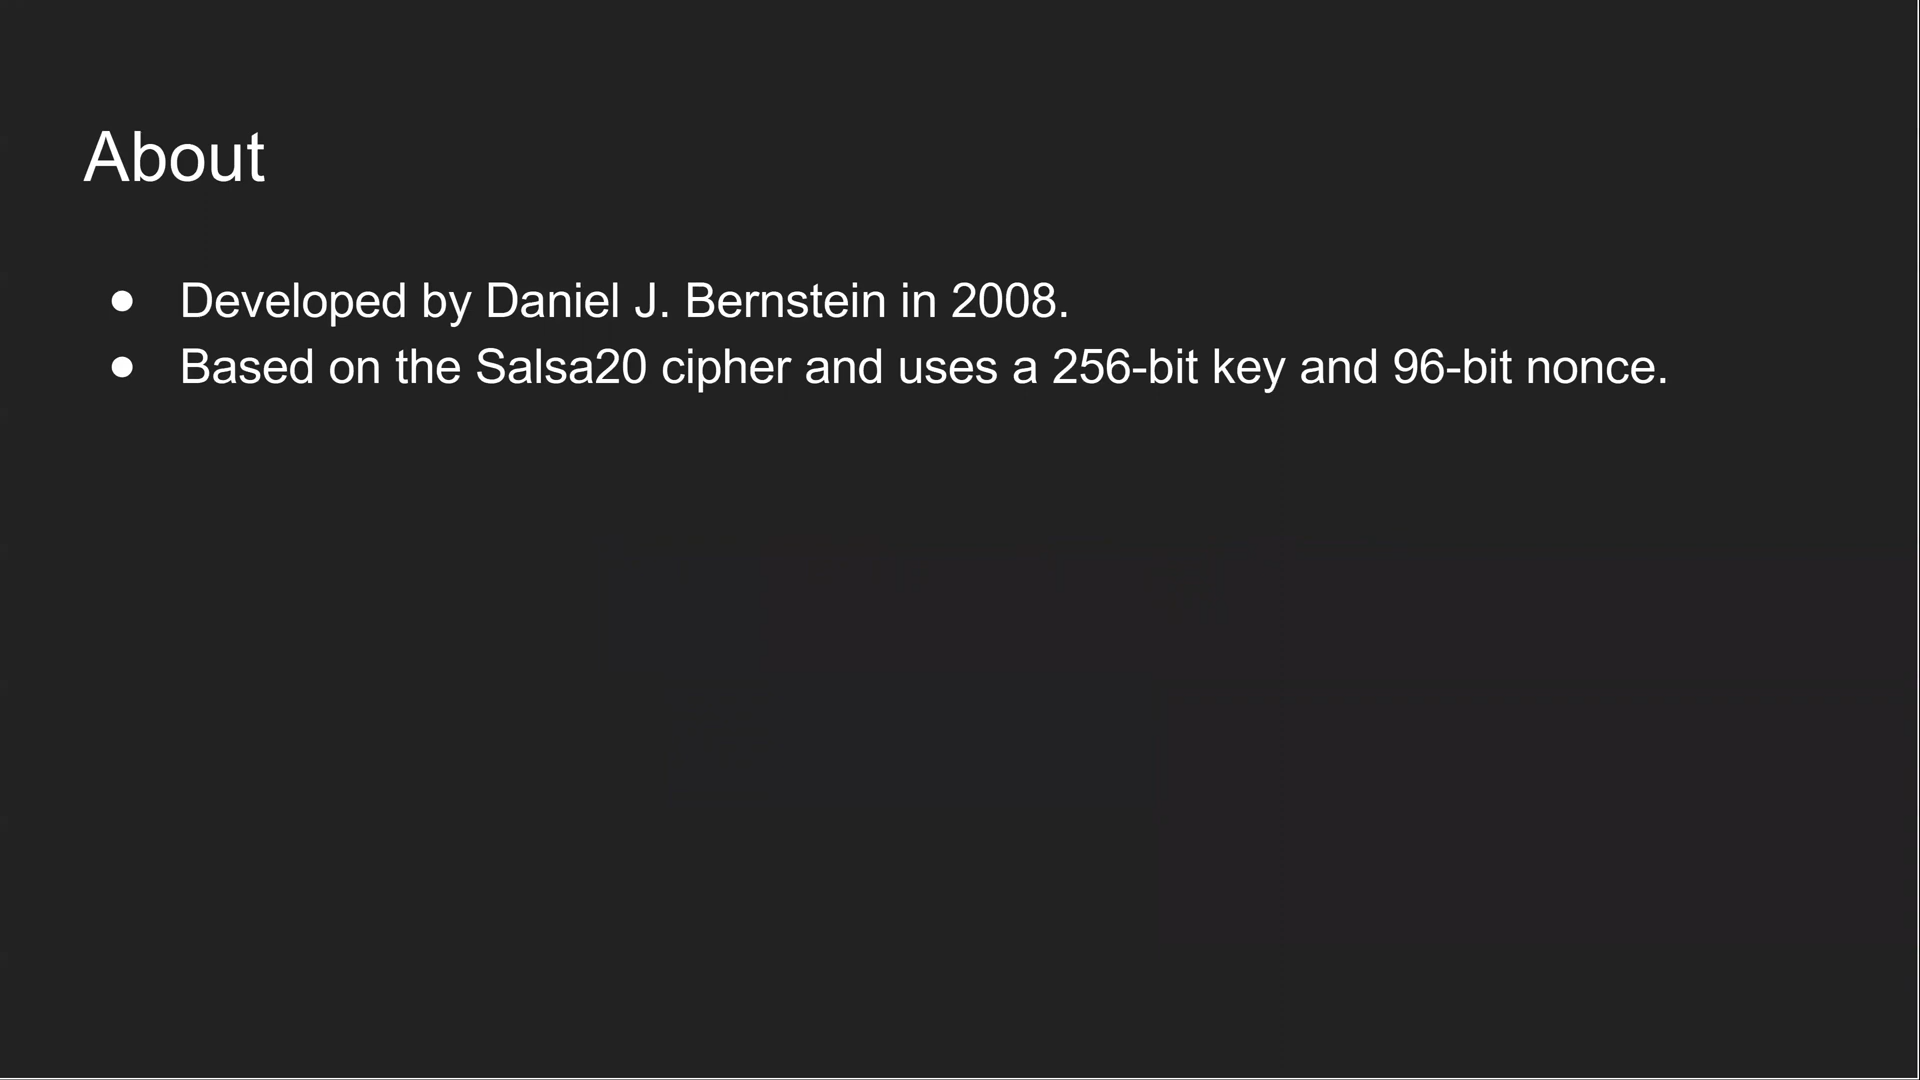 About
● Developed by Daniel J. Bernstein in 2008.
● Based on the Salsa20 cipher and uses a 256-bit key and 96-bit nonce.